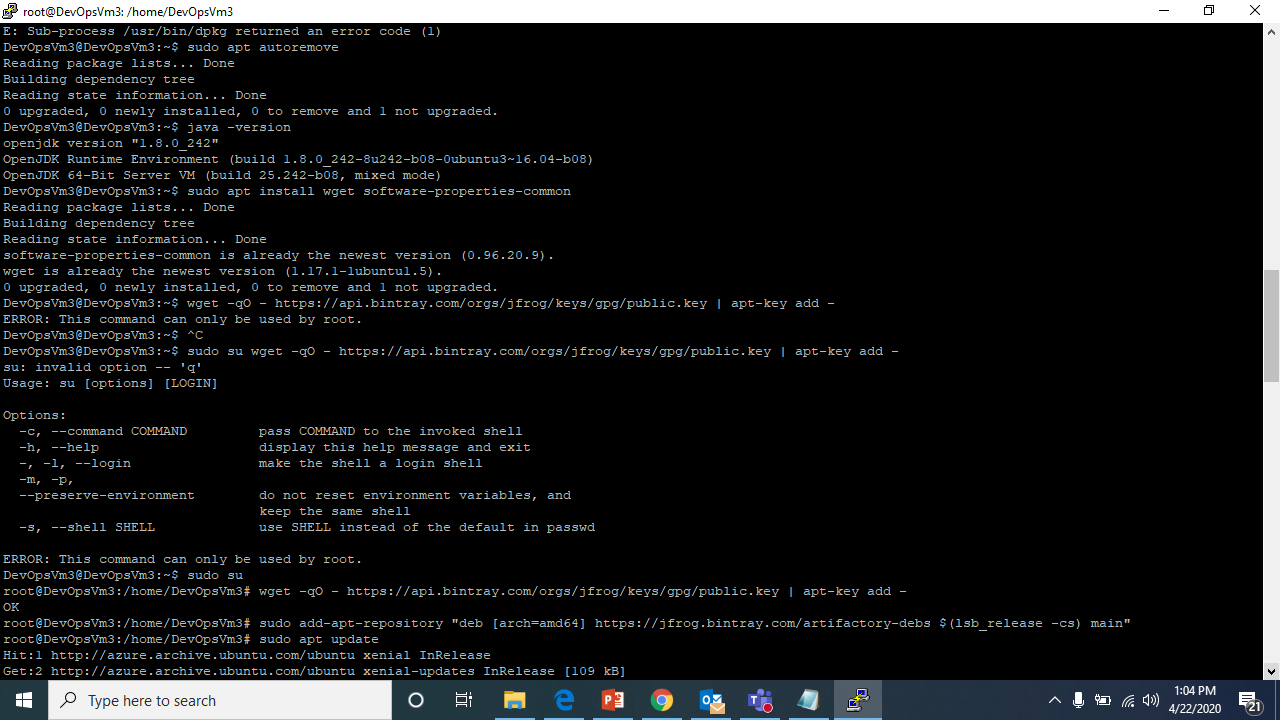 root@DevOpsVm3: /home/DevOpsVm3
E: Sub-process /usr/bin/dpkg returned an error code (1)
DevOpsVm3@DevOpsVm3:~$ sudo apt autoremove
Reading package lists... Done
Building dependency tree
Reading state information... Done
0 upgraded, 0 newly installed, 0 to remove and 1 not upgraded.
DevOpsVm3@DevOpsVm3:~$ java -version
openjdk version "1.8.0_242"
OpenJDK Runtime Environment (build 1.8.0_242-8u242-b08-0ubuntu3~16.04-b08)
OpenJDK 64-Bit Server VM (build 25.242-b08, mixed mode)
DevOpsVm3@DevOpsVm3:~$ sudo apt install wget software-properties-common
Reading package lists... Done
Building dependency tree
Reading state information... Done
software-properties-common is already the newest version (0.96.20.9).
wget is already the newest version (1.17.1-1ubuntu1.5).
0 upgraded, 0 newly installed, 0 to remove and 1 not upgraded.
DevOpsVm3@DevOpsVm3:~$ wget -qO - https://api.bintray.com/orgs/jfrog/keys/gpg/public.key | apt-key add -
ERROR: This command can only be used by root.
DevOpsVm3@DevOpsVm3:~$ ^C
DevOpsVm3@DevOpsVm3:~$ sudo su wget -qO - https://api.bintray.com/orgs/jfrog/keys/gpg/public.key | apt-key add -
su: invalid option -- 'q'
Usage: su [options] [LOGIN]
Options:
-c, --command COMMAND pass COMMAND to the invoked shell
-h, --help display this help message and exit
-, -l, --login make the shell a login shell
-m, -p,
--preserve-environment do not reset environment variables, and
keep the same shell
-s, --shell SHELL use SHELL instead of the default in passwd
ERROR: This command can only be used by root.
DevOpsVm3@DevOpsVm3:~$ sudo su
root@DevOpsVm3:/home/DevOpsVm3# wget -qO - https://api.bintray.com/orgs/jfrog/keys/gpg/public.key | apt-key add -
OK
root@DevOpsVm3:/home/DevOpsVm3# sudo add-apt-repository "deb [arch=amd64] https://jfrog.bintray.com/artifactory-debs $(lsb_release -cs) main"
root@DevOpsVm3:/home/DevOpsVm3# sudo apt update
Hit:1 http://azure.archive.ubuntu.com/ubuntu xenial InRelease
Get:2 http://azure.archive.ubuntu.com/ubuntu xenial-updates InRelease [109 kB]
Type here to search
1:04 PM
4/22/2020
21